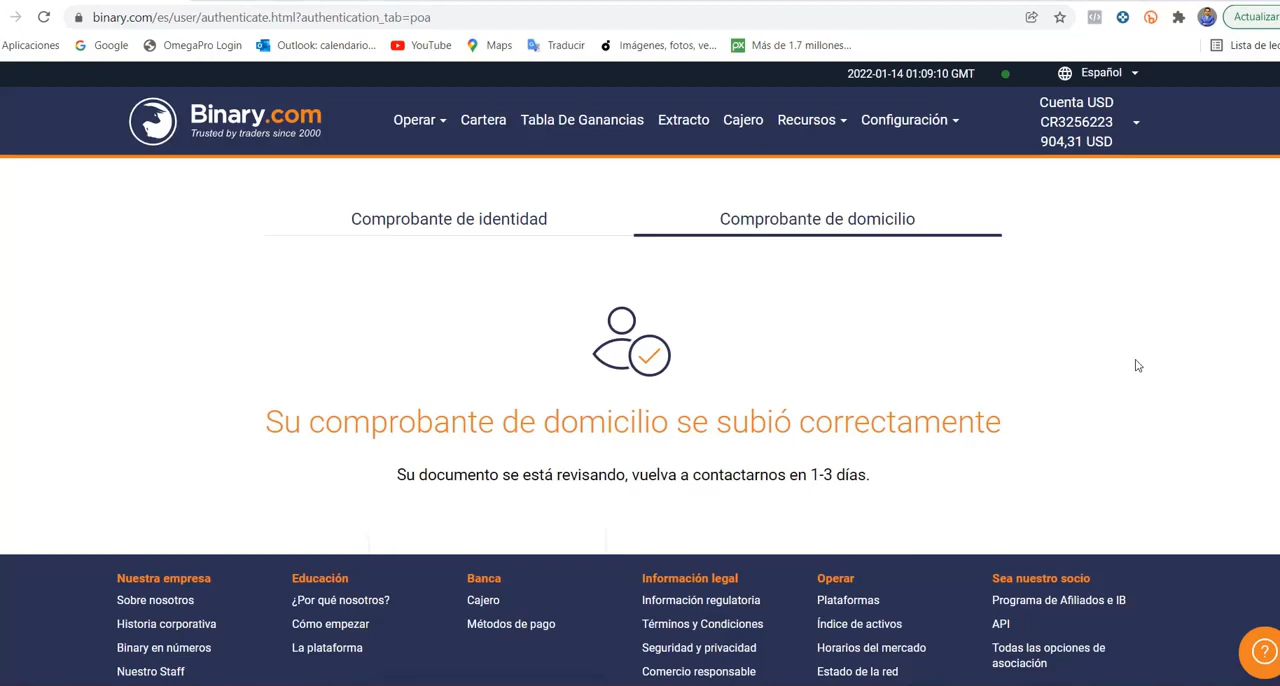 binary.com/es/user/authenticate.html?authentication_tab=poa
Actualizar
Aplicaciones Google OmegaPro Login Outlook: calendario... YouTube Maps Traducir Imágenes, fotos, ve... Más de 1.7 millones... Lista de lec
2022-01-14 01:09:10 GMT Español
Binary.com
Trusted by traders since 2000
Operar Cartera Tabla De Ganancias Extracto Cajero Recursos Configuración
Cuenta USD
CR3256223
904,31 USD
Comprobante de identidad Comprobante de domicilio
Su comprobante de domicilio se subió correctamente
Su documento se está revisando, vuelva a contactarnos en 1-3 días.
Nuestra empresa Educación Banca Información legal Operar Sea nuestro socio
Sobre nosotros ¿Por qué nosotros? Cajero Información regulatoria Plataformas Programa de Afiliados e IB
Historia corporativa Cómo empezar Métodos de pago Términos y Condiciones Índice de activos API
Binary en números La plataforma Seguridad y privacidad Horarios del mercado Todas las opciones de
asociación
Nuestro Staff Comercio responsable Estado de la red
?